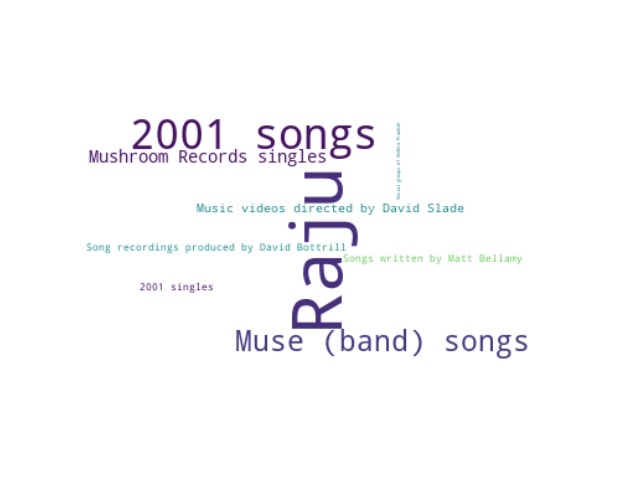 2001 songs
Mushroom Records singles
Social groups of Andhra Pradesh
Raju
Music videos directed by David Slade
Song recordings produced by David Bottrill
Songs written by Matt Bellamy
2001 singles
Muse (band) songs